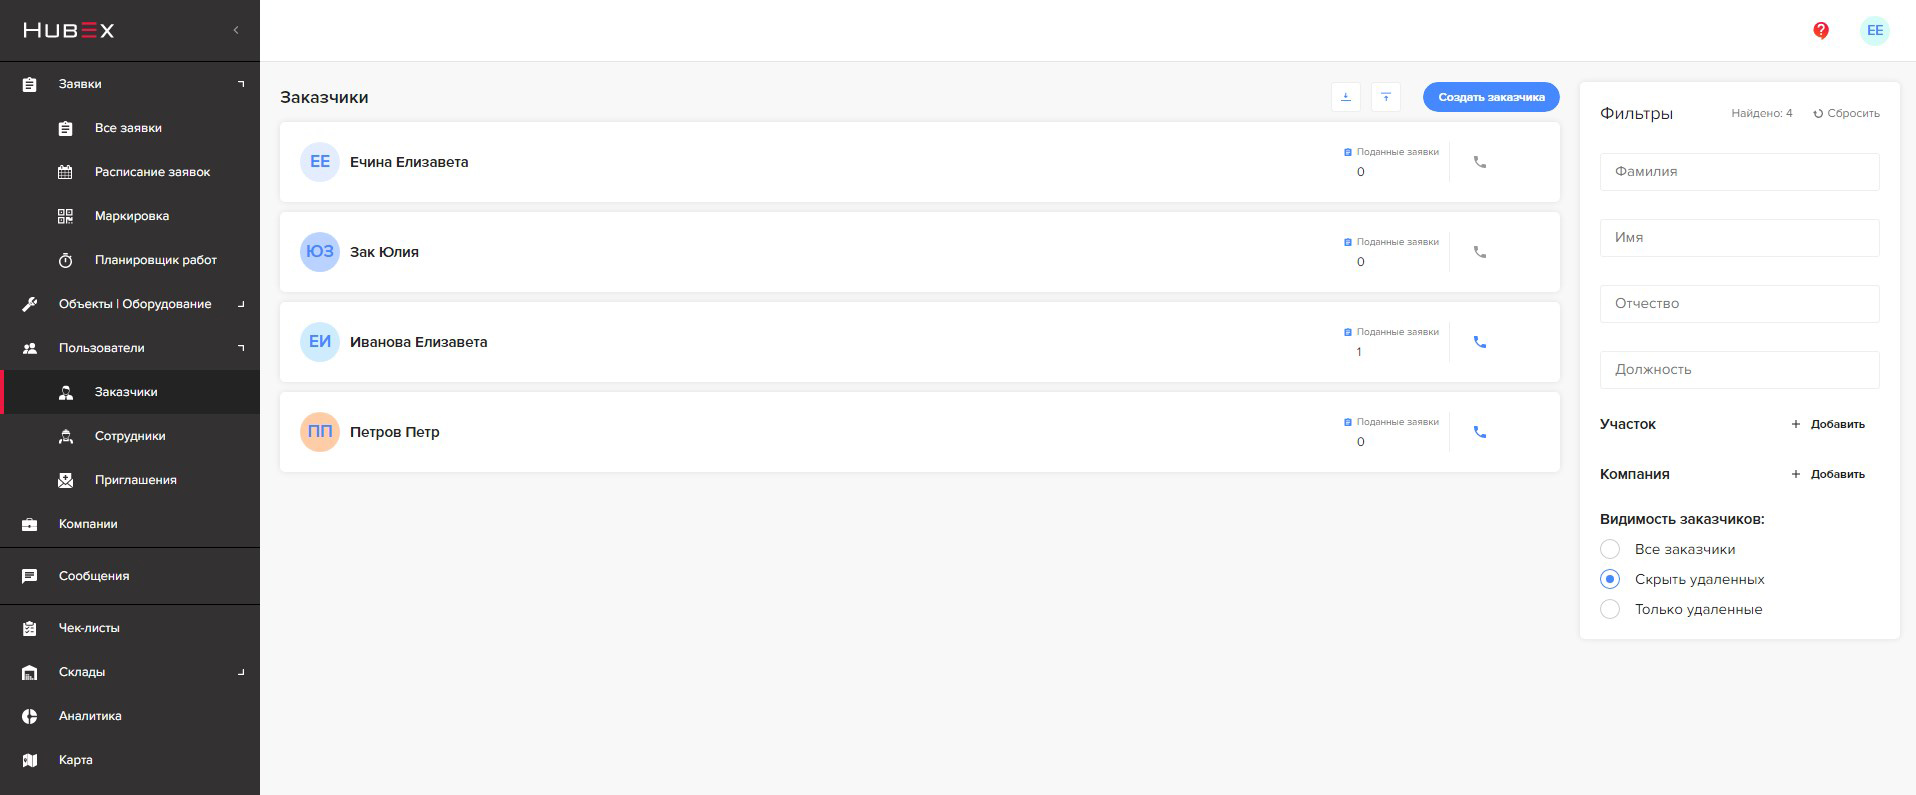 HUBEX
Заявки
Все заявки
Расписание заявок
Маркировка
Планировщик работ
Объекты | Оборудование
Пользователи
Заказчики
Сотрудники
Приглашения
Компании
Сообщения
Чек-листы
Склады
Аналитика
Карта
EE
Заказчики
Создать заказчика
ЕЕ Ечина Елизавета Поданные заявки
0
ЮЗ Зак Юлия Поданные заявки
0
ЕИ Иванова Елизавета Поданные заявки
1
ПП Петров Петр Поданные заявки
0
Фильтры Найдено: 4 Сбросить
Фамилия
Имя
Отчество
Должность
Участок + Добавить
Компания + Добавить
Видимость заказчиков:
Все заказчики
Скрыть удаленных
Только удаленные